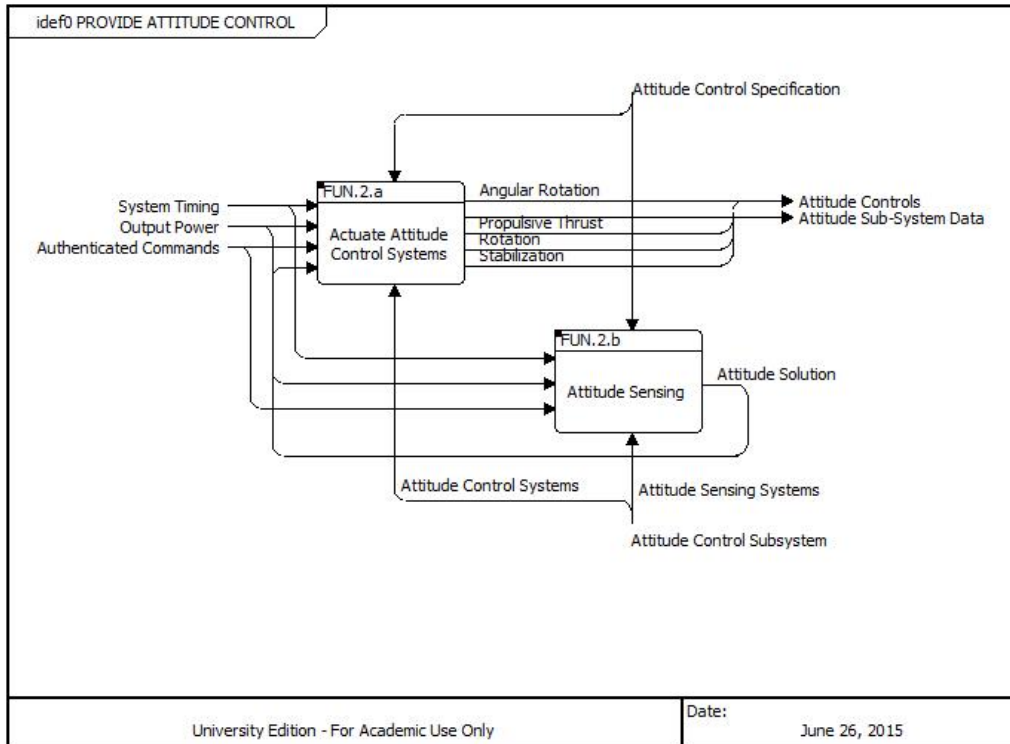 idef0 PROVIDE ATTITUDE CONTROL
Attitude Control Specification
FUN.2.a
Actuate Attitude
Control Systems
System Timing
Output Power
Authenticated Commands
Angular Rotation
Propulsive Thrust
Rotation
Stabilization
Attitude Controls
Attitude Sub-System Data
FUN.2.b
Attitude Sensing
Attitude Solution
Attitude Control Systems
Attitude Sensing Systems
Attitude Control Subsystem
University Edition - For Academic Use Only
Date:
June 26, 2015